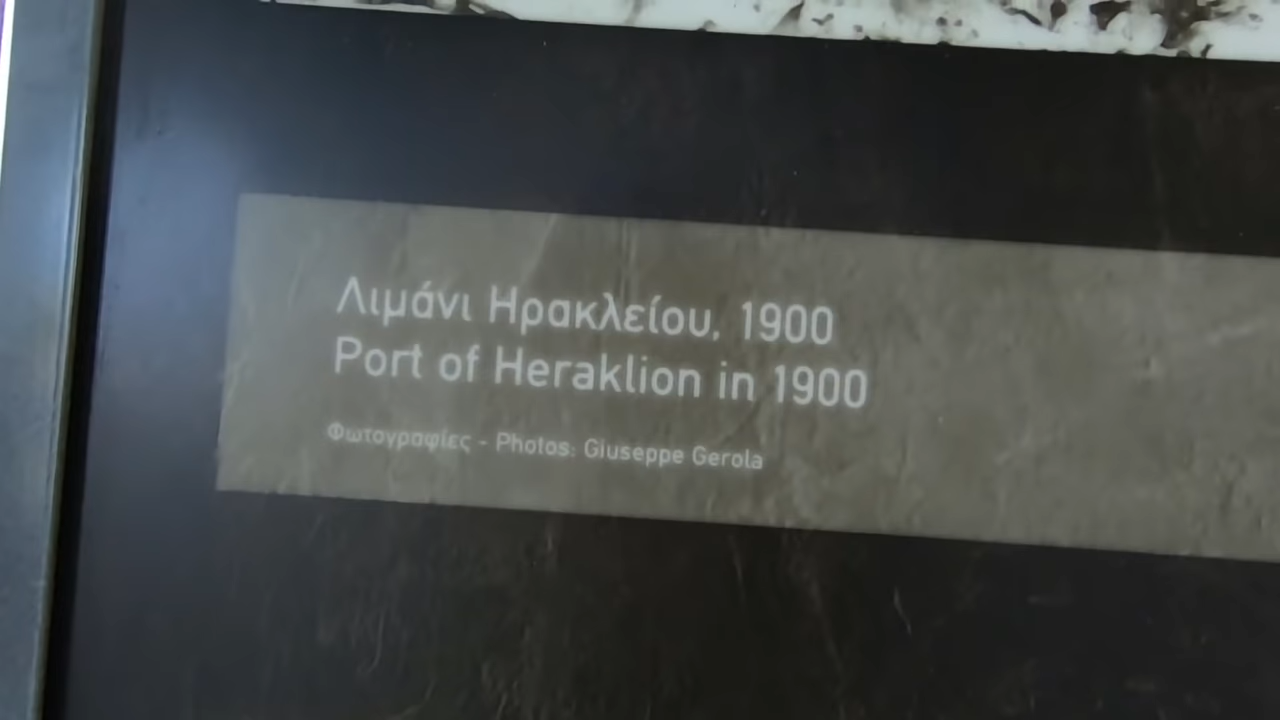 Λιμάνι Ηρακλείου, 1900
Port of Heraklion in 1900
Φωτογραφίες - Photos: Giuseppe Gerola